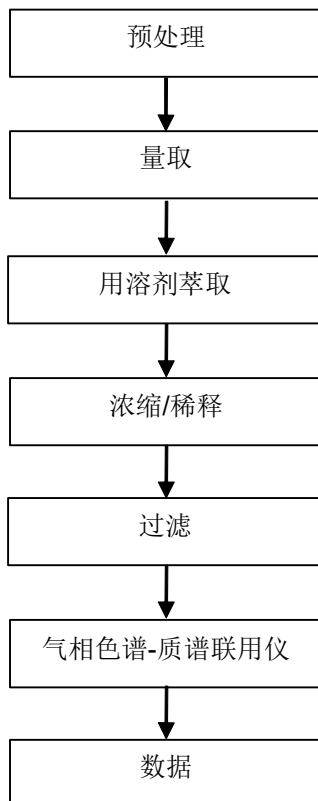 预处理
量取
用溶剂萃取
浓缩/稀释
过滤
气相色谱-质谱联用仪
数据